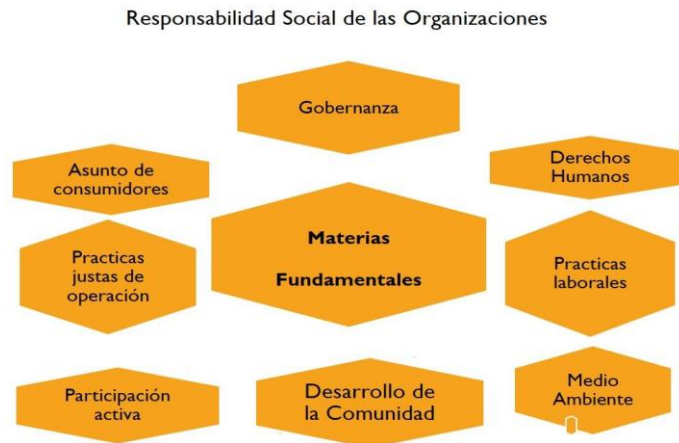 Responsabilidad Social de las Organizaciones
Gobernanza
Asunto de
consumidores
Derechos
Humanos
Materias
Fundamentales
Practicas
justas de
operación
Practicas
laborales
Participación
activa
Desarrollo de
la Comunidad
Medio
Ambiente